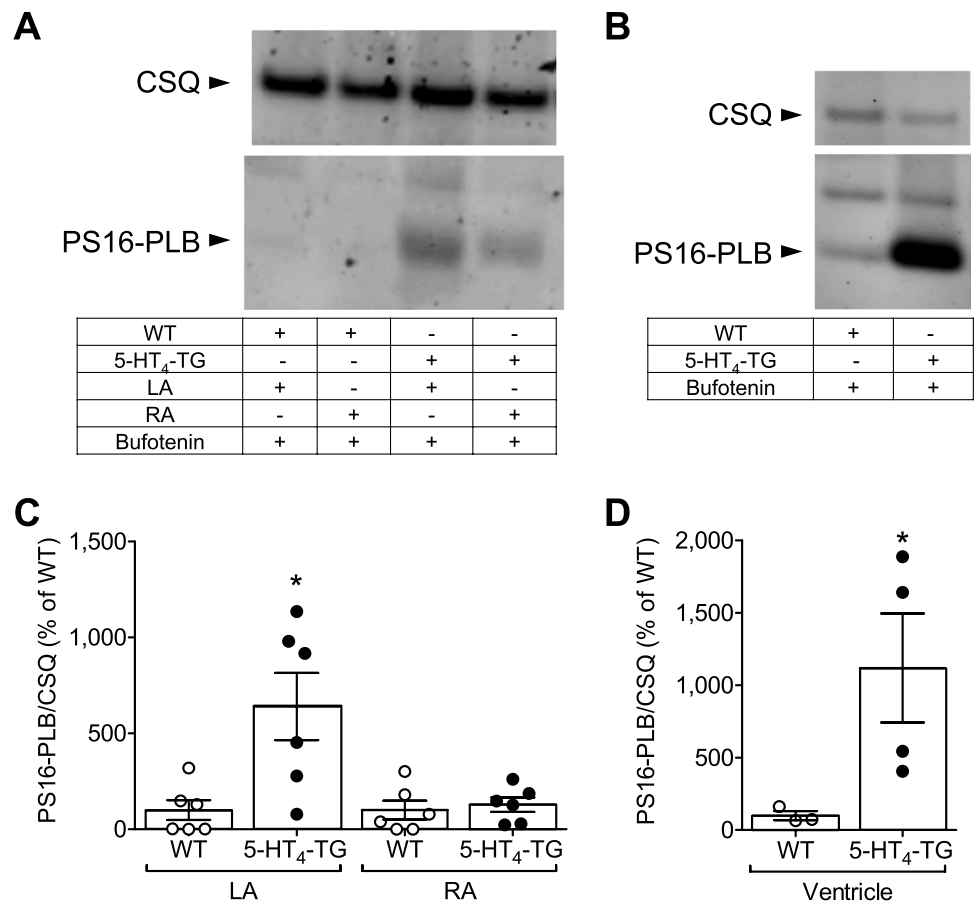 A
B
CSQ
PS16-PLB
CSQ
PS16-PLB
WT + + - -
5-HT4-TG - - + +
LA + - + -
RA - + - +
Bufotenin + + + +
WT + -
5-HT4-TG - +
Bufotenin + +
C
PS16-PLB/CSQ (% of WT)
1,500
1,000
500
0
*
WT 5-HT4-TG WT 5-HT4-TG
LA RA
D
PS16-PLB/CSQ (% of WT)
2,000
1,500
1,000
500
0
*
WT 5-HT4-TG
Ventricle